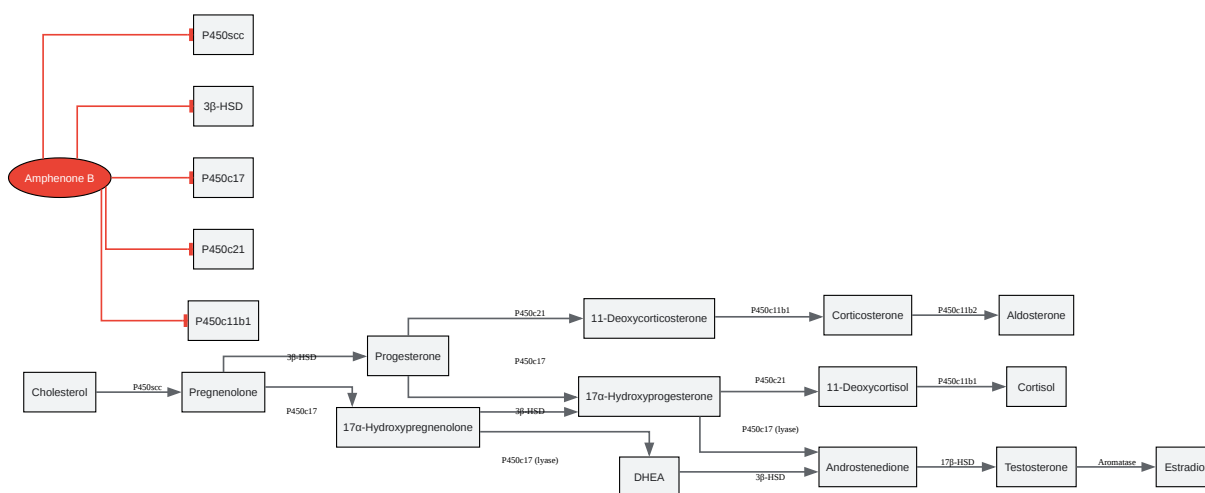 P450scc
3β-HSD
Amphenone B
P450c17
P450c21
P450c11b1
P450c21
11-Deoxycorticosterone
P450c11b1
Corticosterone
P450c11b2
Aldosterone
3β-HSD
Progesterone
P450c17
Cholesterol
P450scc
Pregnenolone
P450c17
17α-Hydroxypregnenolone
3β-HSD
17α-Hydroxyprogesterone
P450c21
11-Deoxycortisol
P450c11b1
Cortisol
P450c17 (lyase)
P450c17 (lyase)
DHEA
3β-HSD
Androstenedione
17β-HSD
Testosterone
Aromatase
Estradio